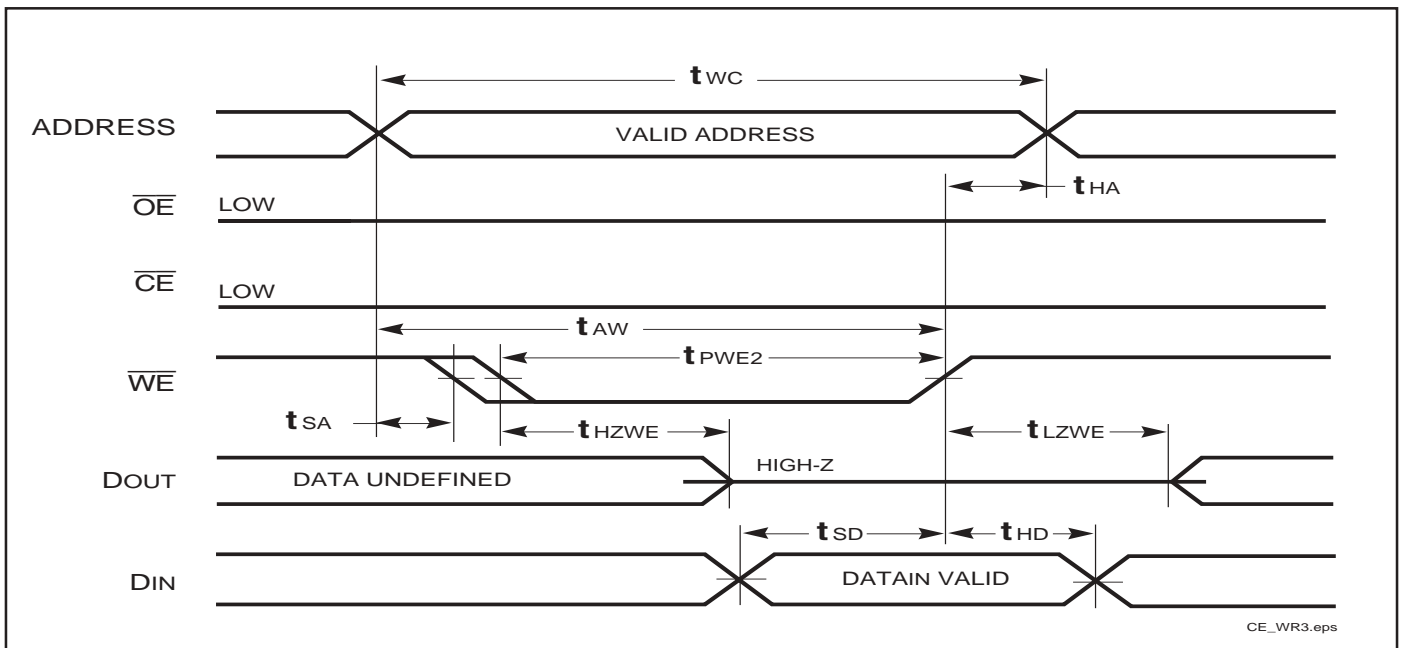 tWC
ADDRESS
VALID ADDRESS
tHA
OE
LOW
CE
LOW
tAW
tPWE2
WE
tSA
tHZWE
tLZWE
DOUT
DATA UNDEFINED
HIGH-Z
tSD
tHD
DIN
DATAIN VALID
CE_WR3.eps